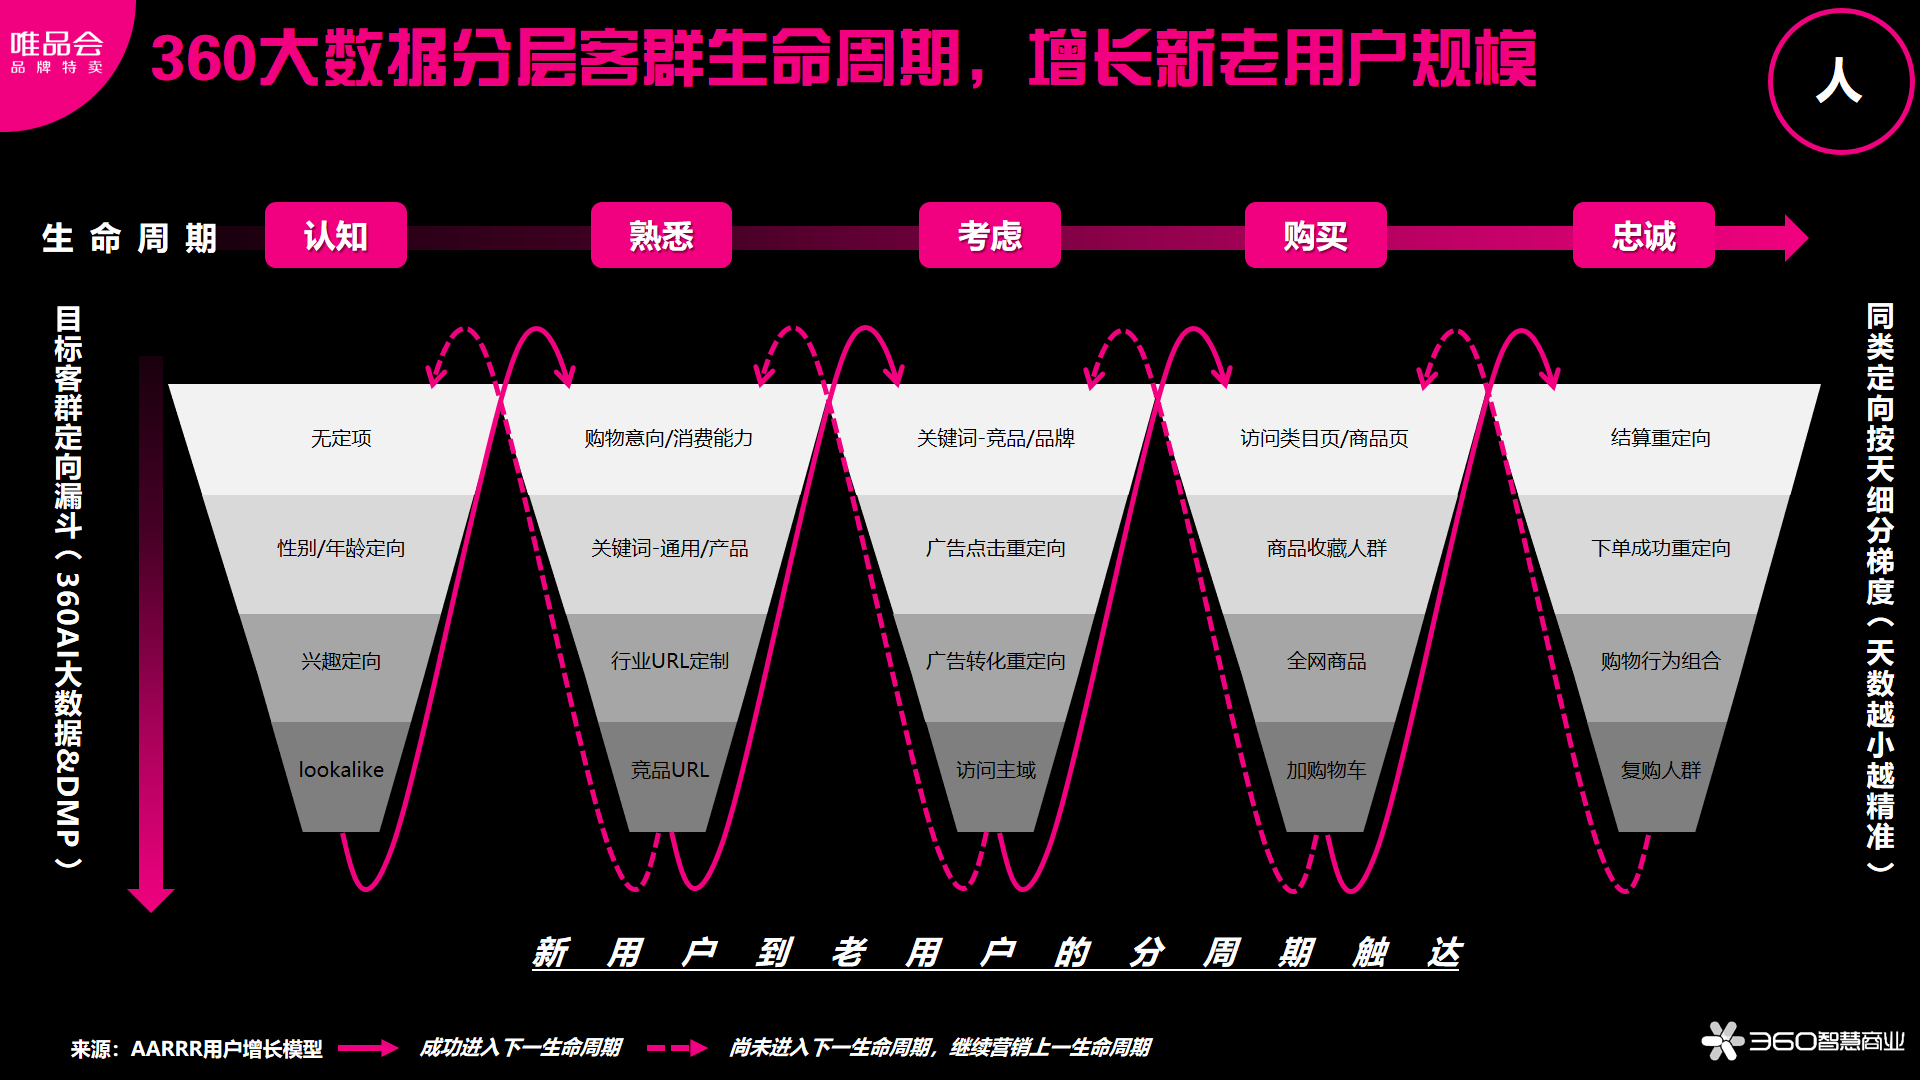 唯品会
品牌特卖
360大数据分层客群生命周期，增长新老用户规模
人
生命周期
认知
熟悉
考虑
购买
忠诚
目标客群定向漏斗（360AI大数据&DMP）
无定项
购物意向/消费能力
关键词-竞品/品牌
访问类目页/商品页
结算重定向
性别/年龄定向
关键词-通用/产品
广告点击重定向
商品收藏人群
下单成功重定向
兴趣定向
行业URL定制
广告转化重定向
全网商品
购物行为组合
lookalike
竞品URL
访问主域
加购物车
复购人群
同类定向按天细分梯度（天数越小越精准）
新用户到老用户的分周期触达
来源：AARRR用户增长模型
成功进入下一生命周期
尚未进入下一生命周期，继续营销上一生命周期
360智慧商业